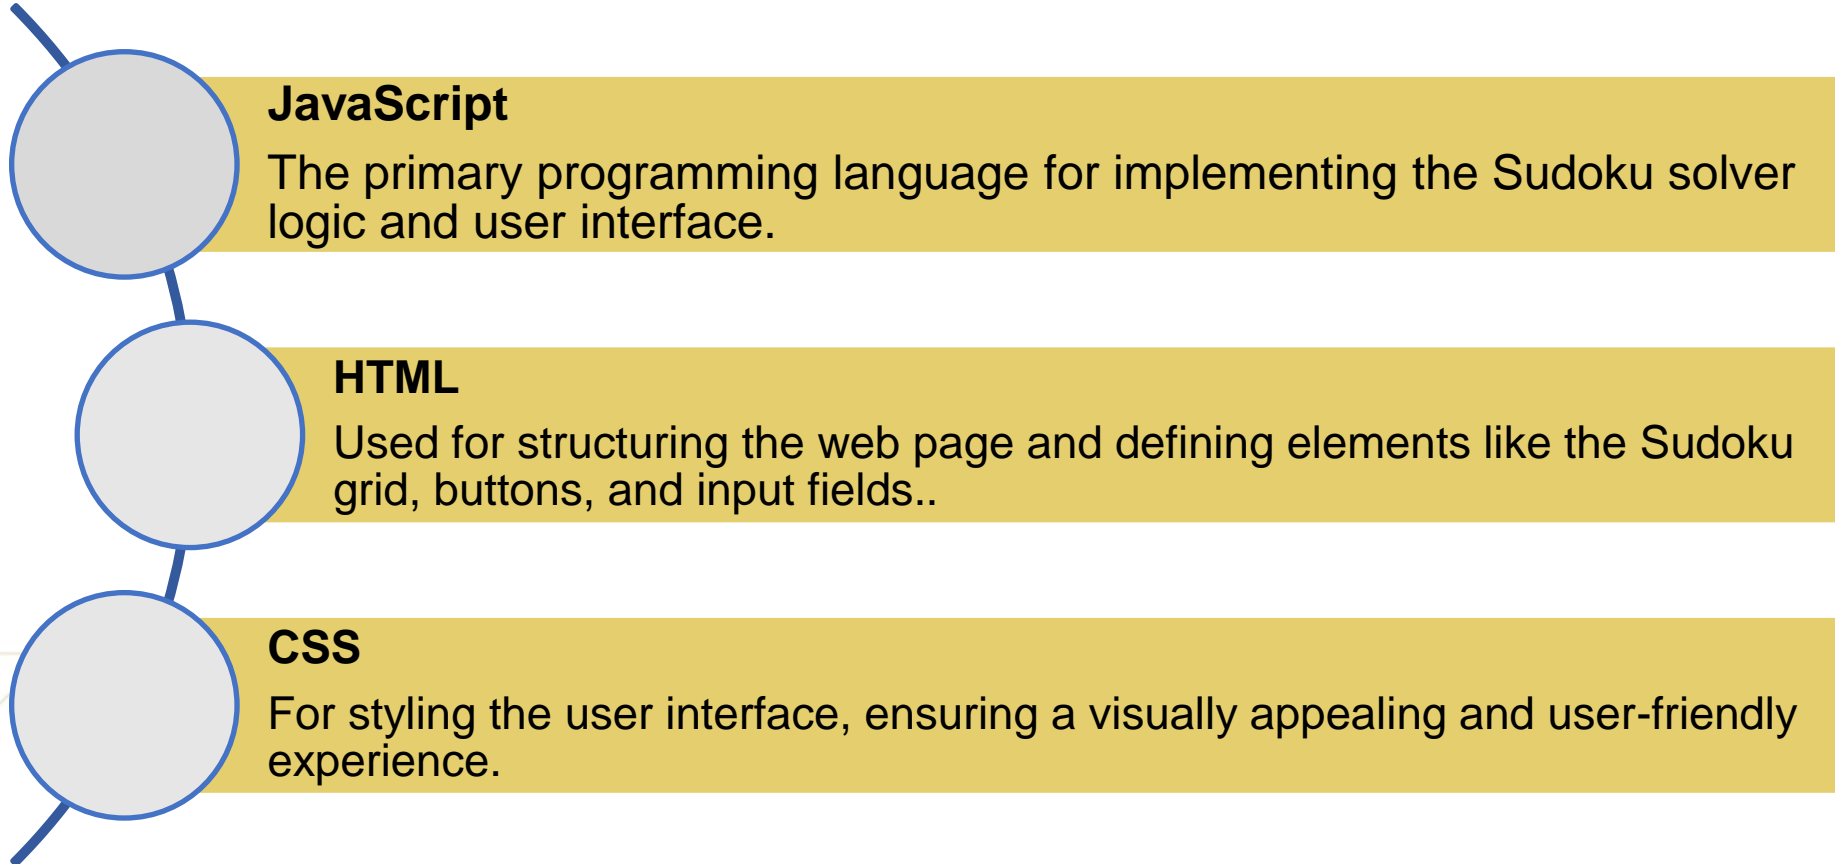 JavaScript
The primary programming language for implementing the Sudoku solver
logic and user interface.
HTML
Used for structuring the web page and defining elements like the Sudoku
grid, buttons, and input fields..
CSS
For styling the user interface, ensuring a visually appealing and user-friendly
experience.